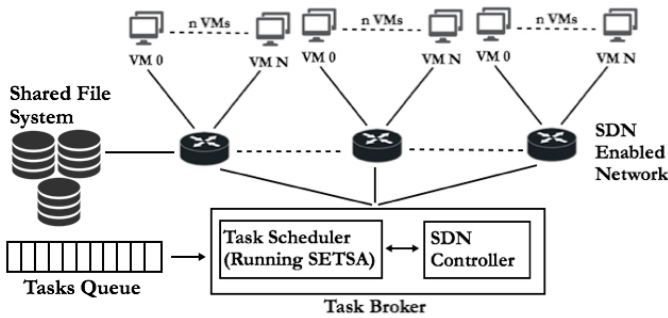 n VMs
n VMs
n VMs
VM 0
VM N
VM 0
VM N
VM 0
VM N
Shared File
System
SDN
Enabled
Network
Task Scheduler
(Running SETSA)
SDN
Controller
Tasks Queue
Task Broker